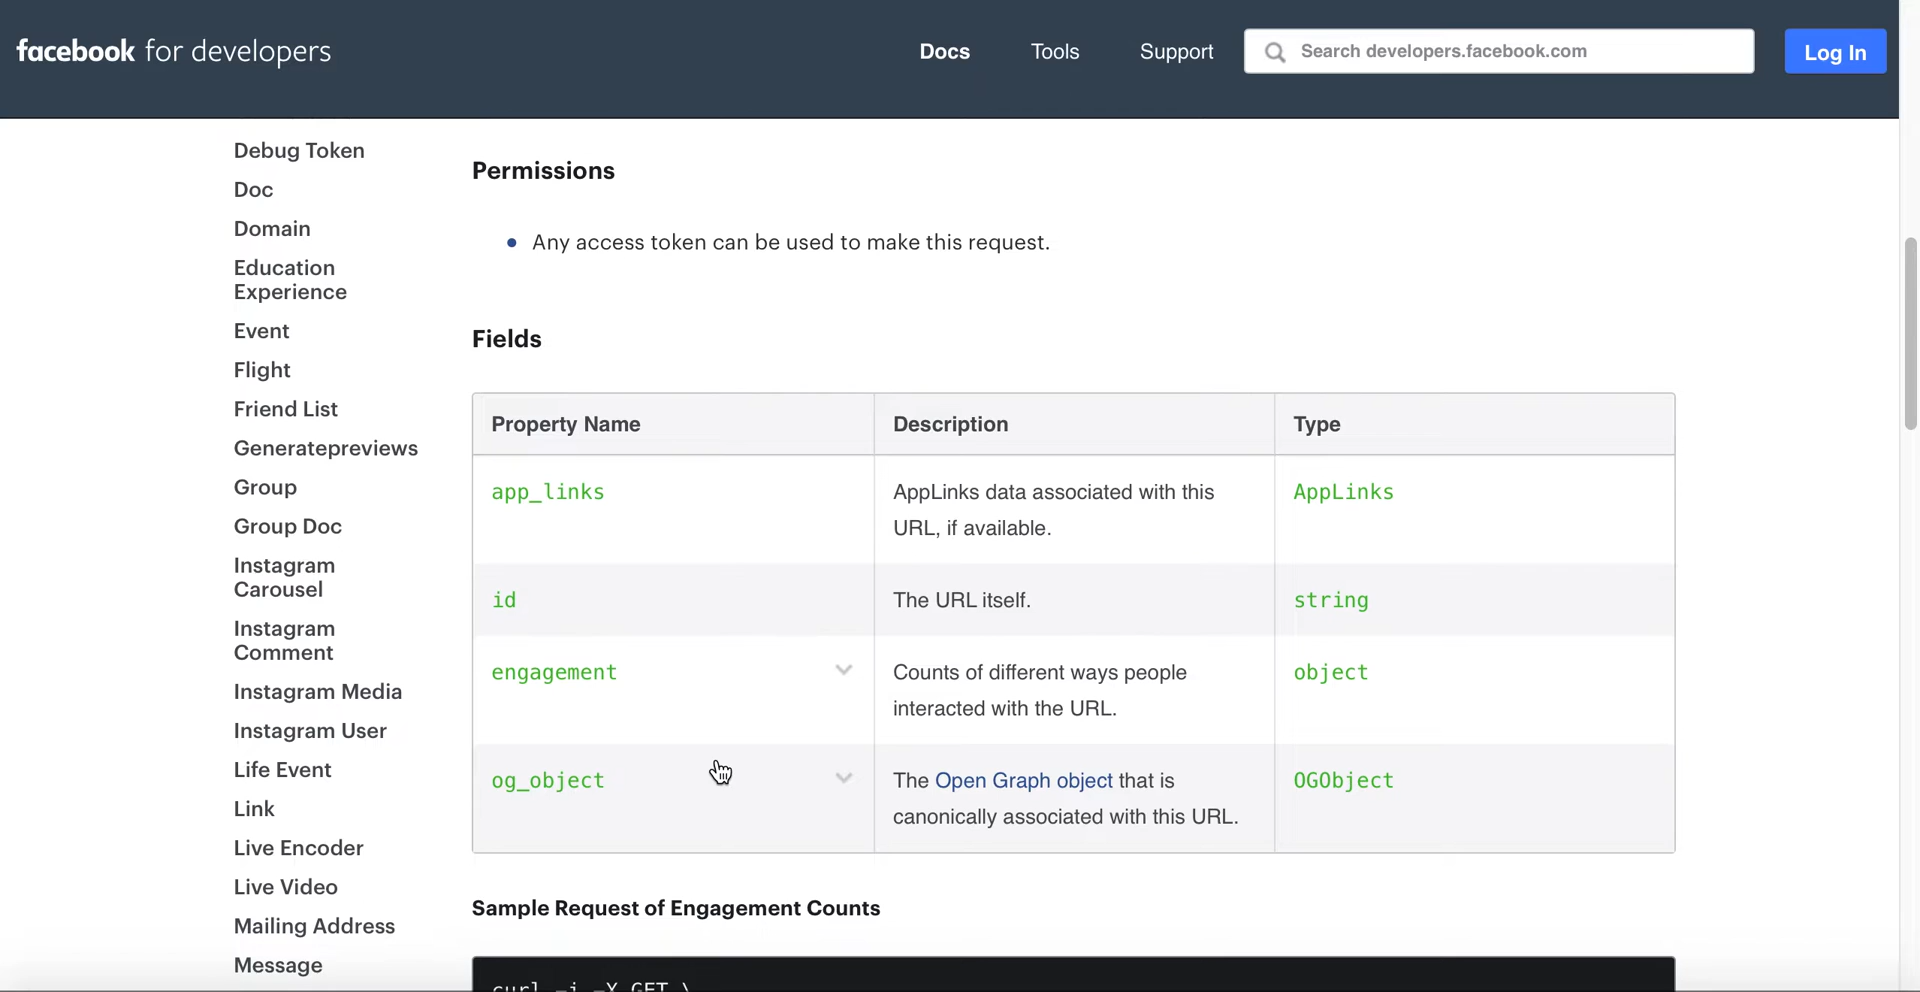 facebook for developers
Docs
Tools
Support
Search developers.facebook.com
Log In
Debug Token
Doc
Domain
Education
Experience
Event
Flight
Friend List
Generatepreviews
Group
Group Doc
Instagram
Carousel
Instagram
Comment
Instagram Media
Instagram User
Life Event
Link
Live Encoder
Live Video
Mailing Address
Message
Permissions
Any access token can be used to make this request.
Fields
Property Name
Description
Type
app_links
AppLinks data associated with this
URL, if available.
AppLinks
id
The URL itself.
string
engagement
Counts of different ways people
interacted with the URL.
object
og_object
The Open Graph object that is
canonically associated with this URL.
OGObject
Sample Request of Engagement Counts
curl -i -X GET \